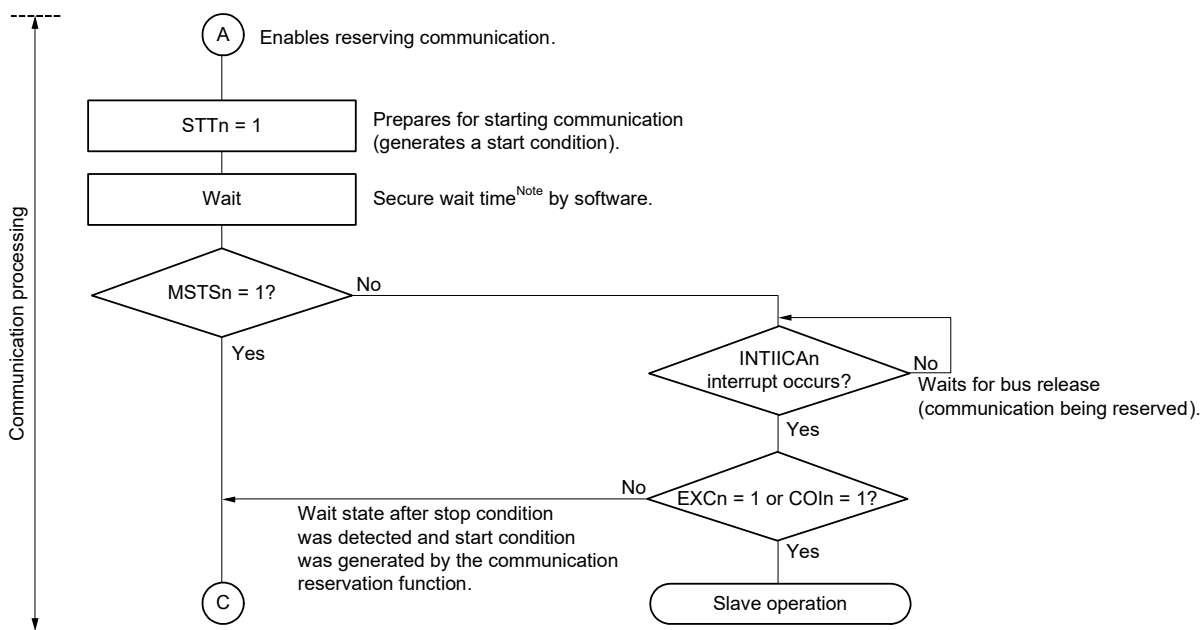 A
Enables reserving communication.
STTn = 1
Prepares for starting communication
(generates a start condition).
Wait
Secure wait timeNote by software.
MSTSn = 1?
No
Yes
INTIICAn
interrupt occurs?
No
Waits for bus release
(communication being reserved).
Yes
EXCn = 1 or COIn = 1?
No
Wait state after stop condition
was detected and start condition
was generated by the communication
reservation function.
Yes
C
Slave operation
Communication processing